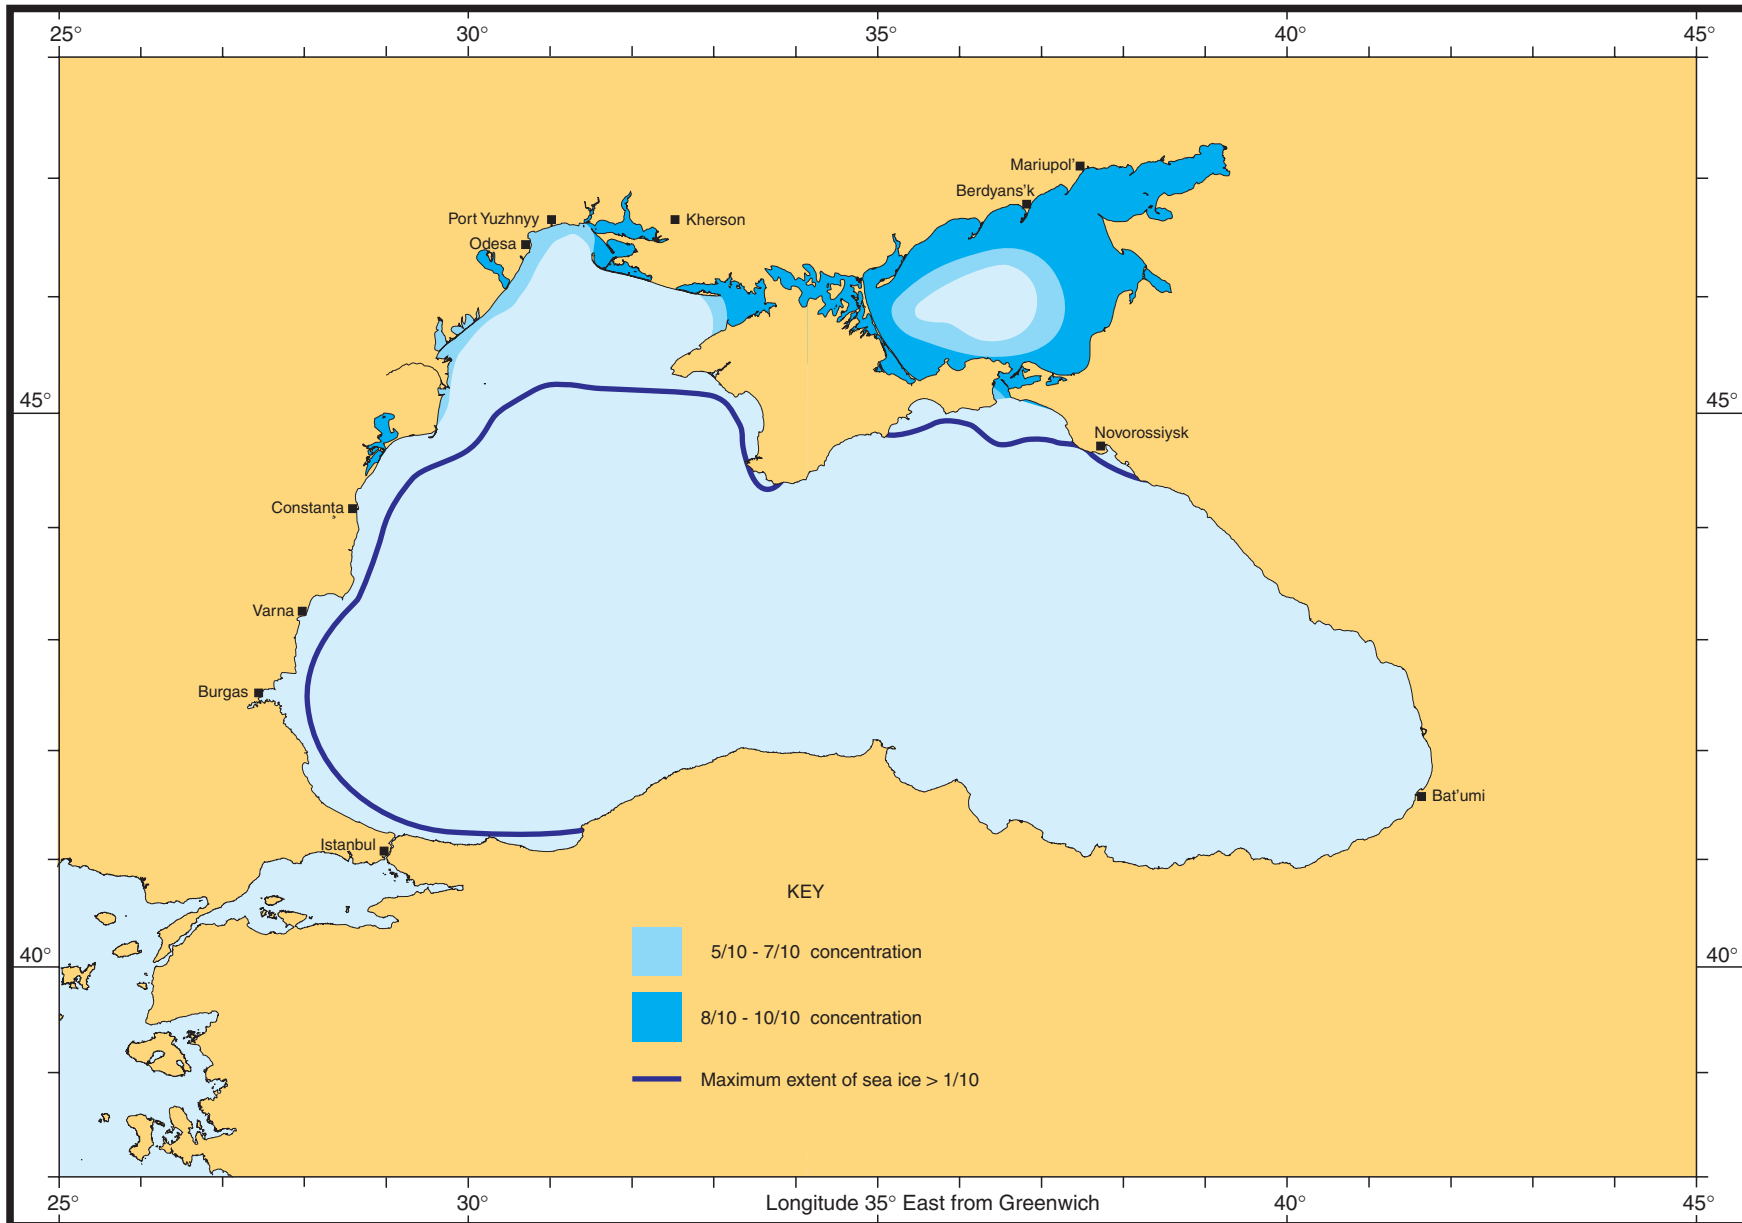 25° 30° 35° 40° 45°
Mariupol'
Berdyans'k
Port Yuzhnyy
Kherson
Odesa
45° 45°
Novorossiysk
Constanţa
Varna
Burgas
Bat'umi
Istanbul
KEY
40° 40°
5/10 - 7/10 concentration
8/10 - 10/10 concentration
Maximum extent of sea ice > 1/10
25° 30° Longitude 35° East from Greenwich 40° 45°